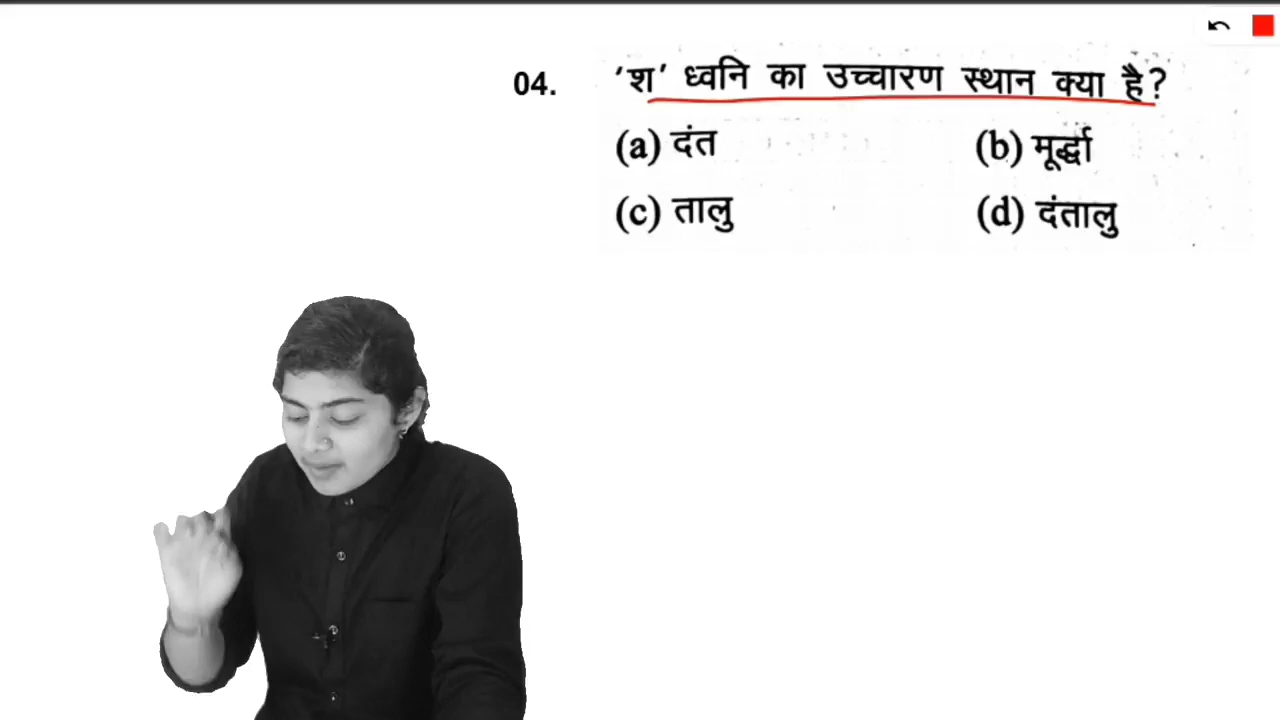 04. 'श' ध्वनि का उच्चारण स्थान क्या है?
(a) दंत (b) मूर्द्धा
(c) तालु (d) दंतालु